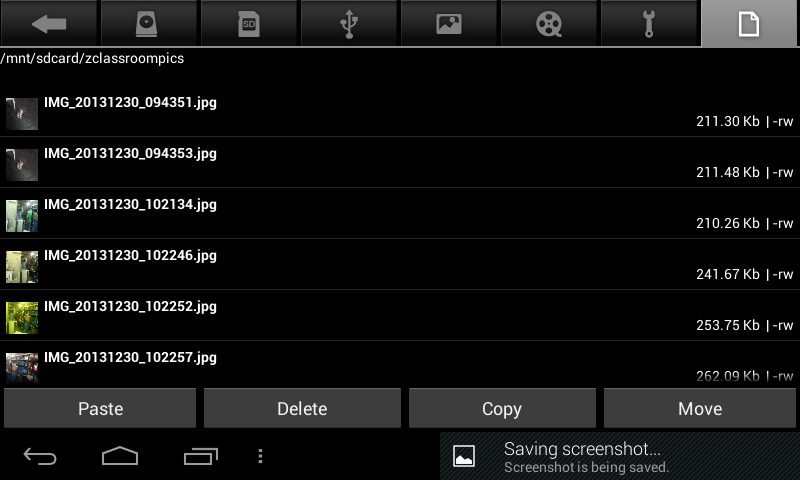 SD
/mnt/sdcard/zclassroompics
IMG_20131230_094351.jpg
211.30 Kb | -rw
IMG_20131230_094353.jpg
211.48 Kb | -rw
IMG_20131230_102134.jpg
210.26 Kb | -rw
IMG_20131230_102246.jpg
241.67 Kb | -rw
IMG_20131230_102252.jpg
253.75 Kb | -rw
IMG_20131230_102257.jpg
262.09 Kb | -rw
Paste Delete Copy Move
Saving screenshot...
Screenshot is being saved.